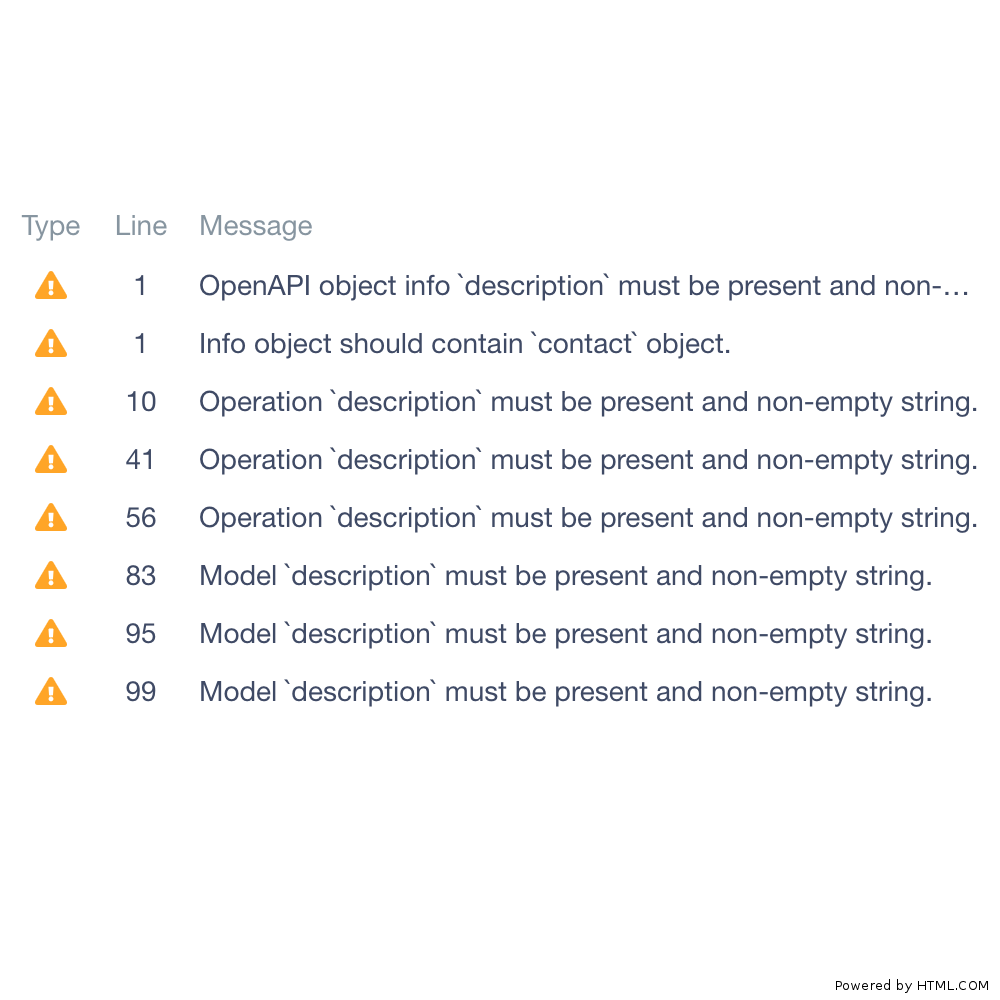 Type Line Message
1 OpenAPI object info `description` must be present and non-…
1 Info object should contain `contact` object.
10 Operation `description` must be present and non-empty string.
41 Operation `description` must be present and non-empty string.
56 Operation `description` must be present and non-empty string.
83 Model `description` must be present and non-empty string.
95 Model `description` must be present and non-empty string.
99 Model `description` must be present and non-empty string.
Powered by HTML.COM